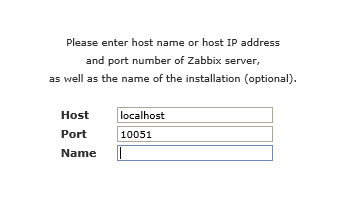 Please enter host name or host IP address
and port number of Zabbix server,
as well as the name of the installation (optional).
Host localhost
Port 10051
Name